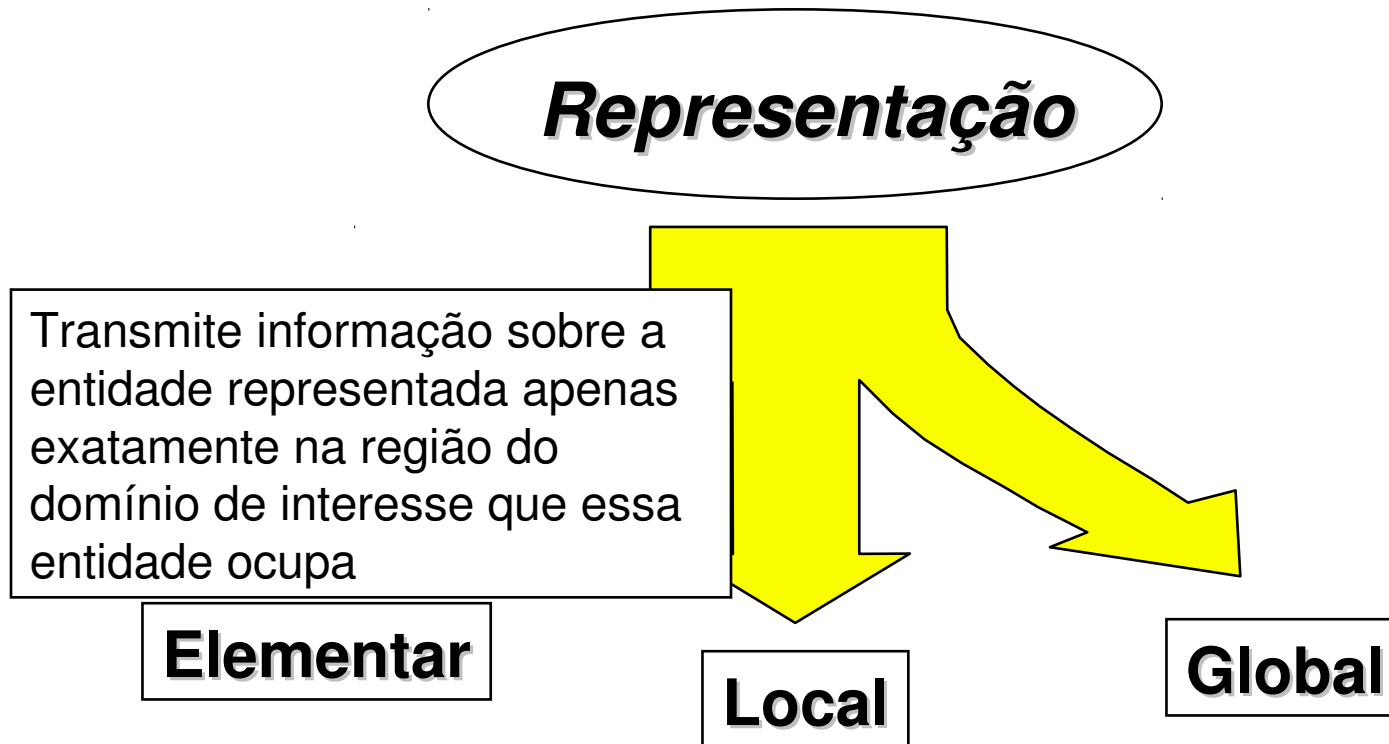 Representação
Transmite informação sobre a
entidade representada apenas
exatamente na região do
domínio de interesse que essa
entidade ocupa
Elementar
Local
Global